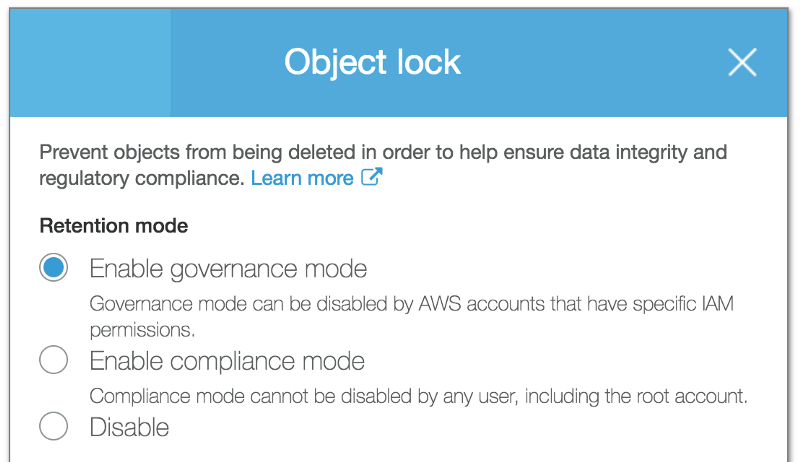 Object lock
Prevent objects from being deleted in order to help ensure data integrity and
regulatory compliance. Learn more
Retention mode
Enable governance mode
Governance mode can be disabled by AWS accounts that have specific IAM
permissions.
Enable compliance mode
Compliance mode cannot be disabled by any user, including the root account.
Disable